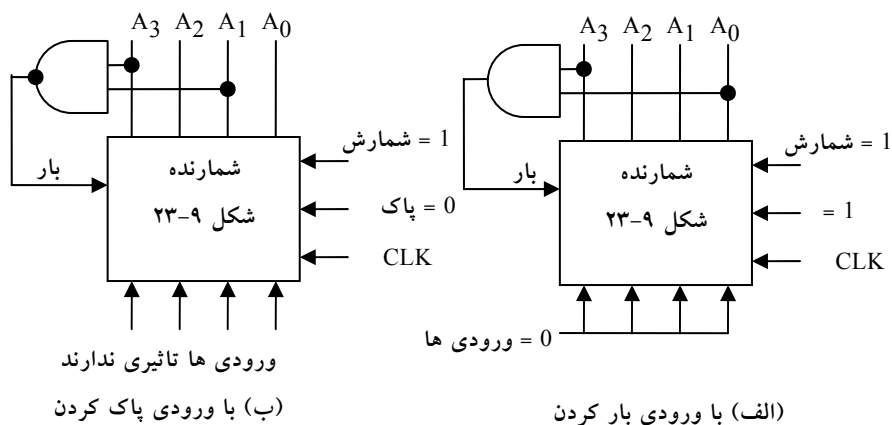 A3 A2 A1 A0
بار
شمارنده
شکل ۹-۲۳
شمارش = 1
پاک = 0
CLK
ورودی ها تاثیری ندارند
(ب) با ورودی پاک کردن
A3 A2 A1 A0
بار
شمارنده
شکل ۹-۲۳
شمارش = 1
= 1
CLK
ورودی ها = 0
(الف) با ورودی بار کردن